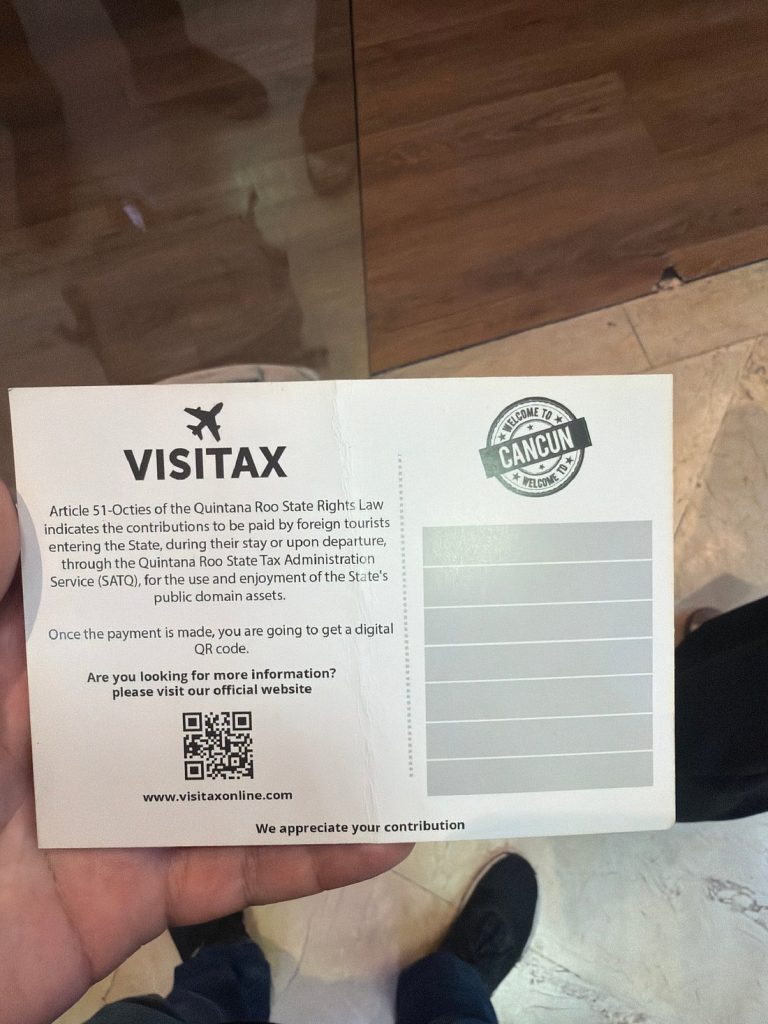 VISITAX
Article 51-Octies of the Quintana Roo State Rights Law
indicates the contributions to be paid by foreign tourists
entering the State, during their stay or upon departure,
through the Quintana Roo State Tax Administration
Service (SATQ), for the use and enjoyment of the State's
public domain assets.
Once the payment is made, you are going to get a digital
QR code.
Are you looking for more information?
please visit our official website
www.visitaxonline.com
WELCOME TO
CANCUN
WELCOME TO
We appreciate your contribution